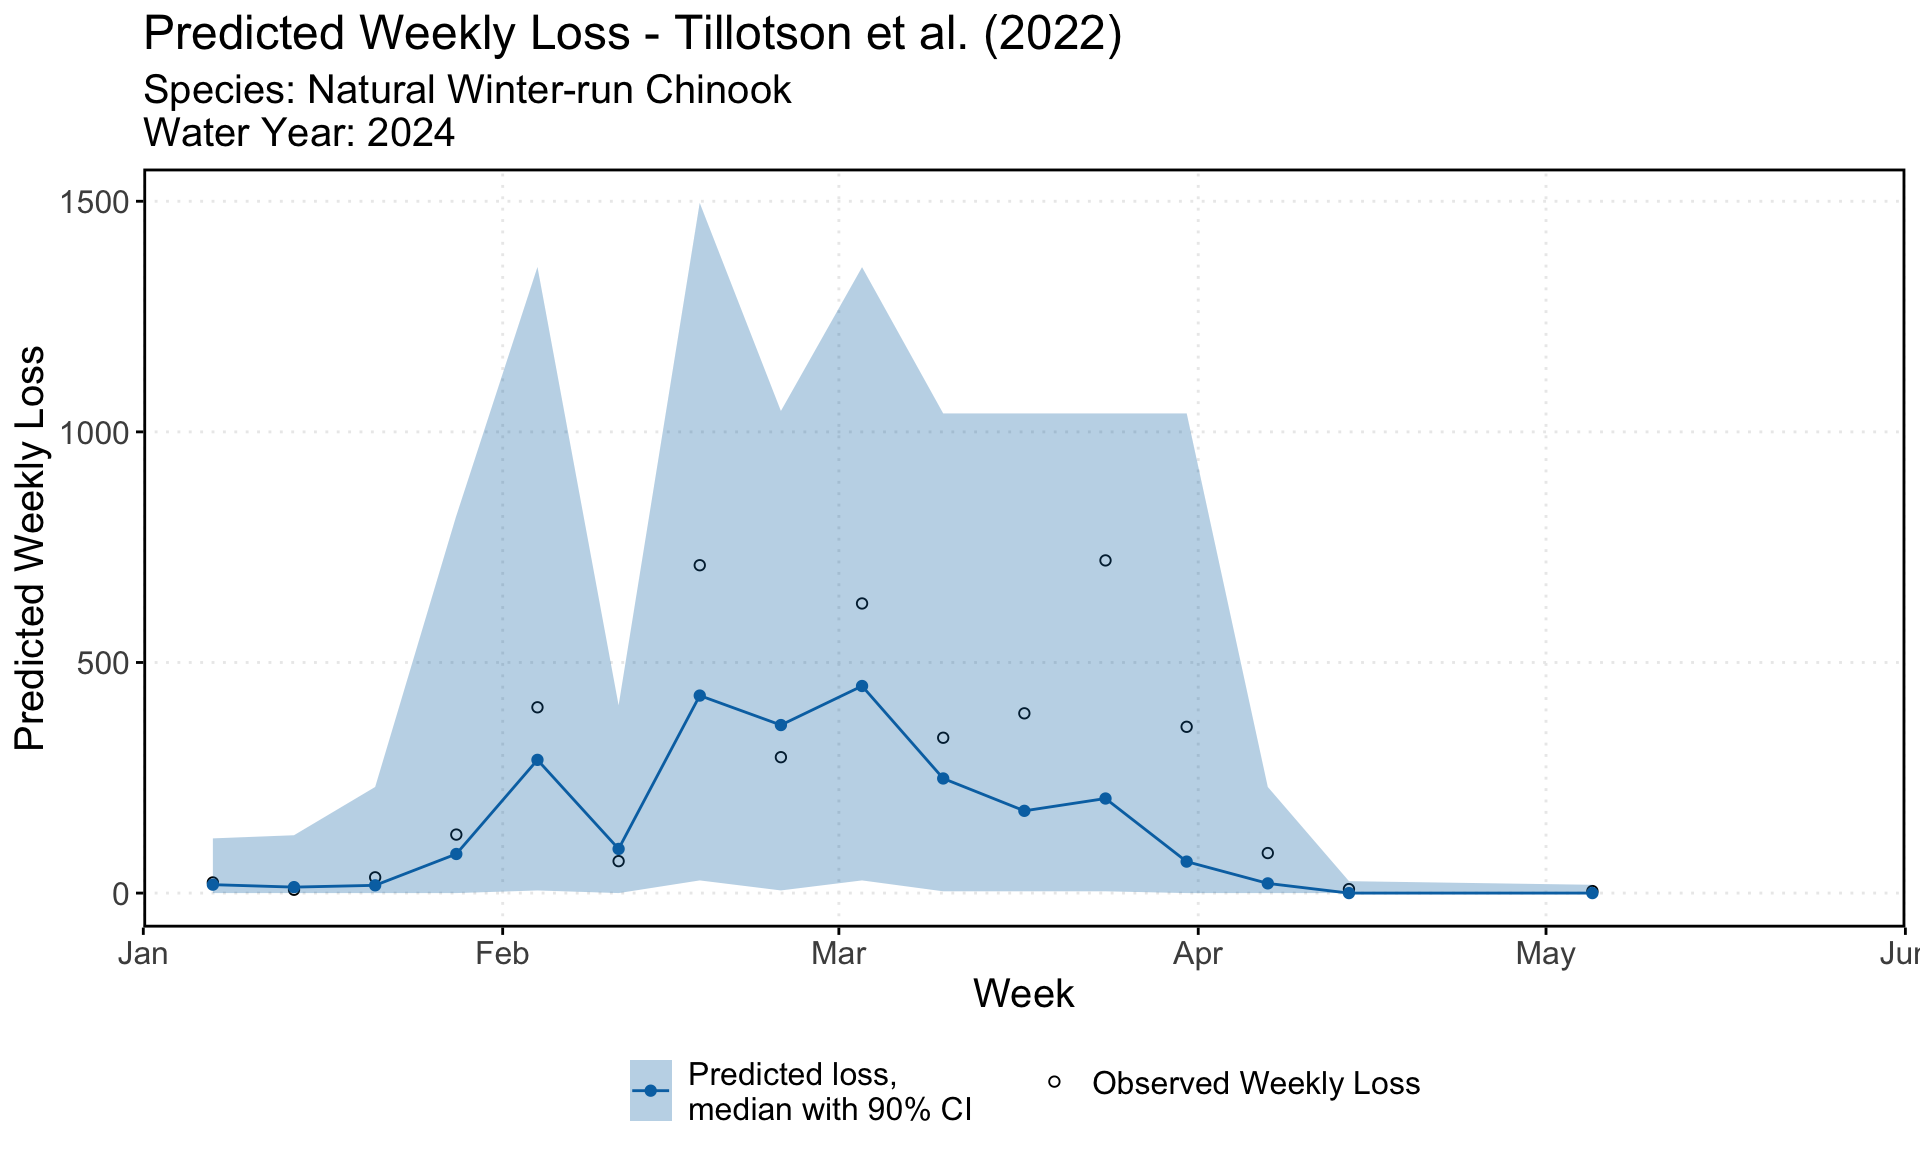 Predicted Weekly Loss - Tillotson et al. (2022)
Species: Natural Winter-run Chinook
Water Year: 2024
Predicted Weekly Loss
1500
1000
500
0
Jan Feb Mar Apr May Jun
Week
Predicted loss,
median with 90% CI
Observed Weekly Loss